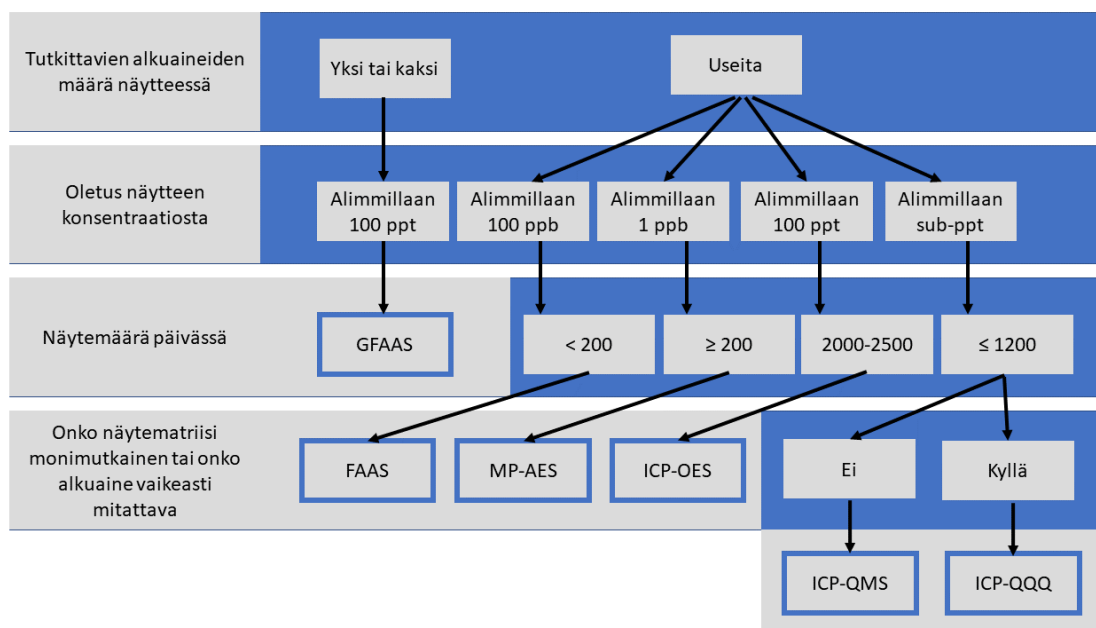 Tutkittavien alkuaineiden
määrä näytteessä
Yksi tai kaksi
Useita
Oletus näytteen
konsentraatiosta
Alimmillaan
100 ppt
Alimmillaan
100 ppb
Alimmillaan
1 ppb
Alimmillaan
100 ppt
Alimmillaan
sub-ppt
Näytemäärä päivässä
GFAAS
< 200
≥ 200
2000-2500
≤ 1200
Onko näytematriisi
monimutkainen tai onko
alkuaine vaikeasti
mitattava
FAAS
MP-AES
ICP-OES
Ei
Kyllä
ICP-QMS
ICP-QQQ